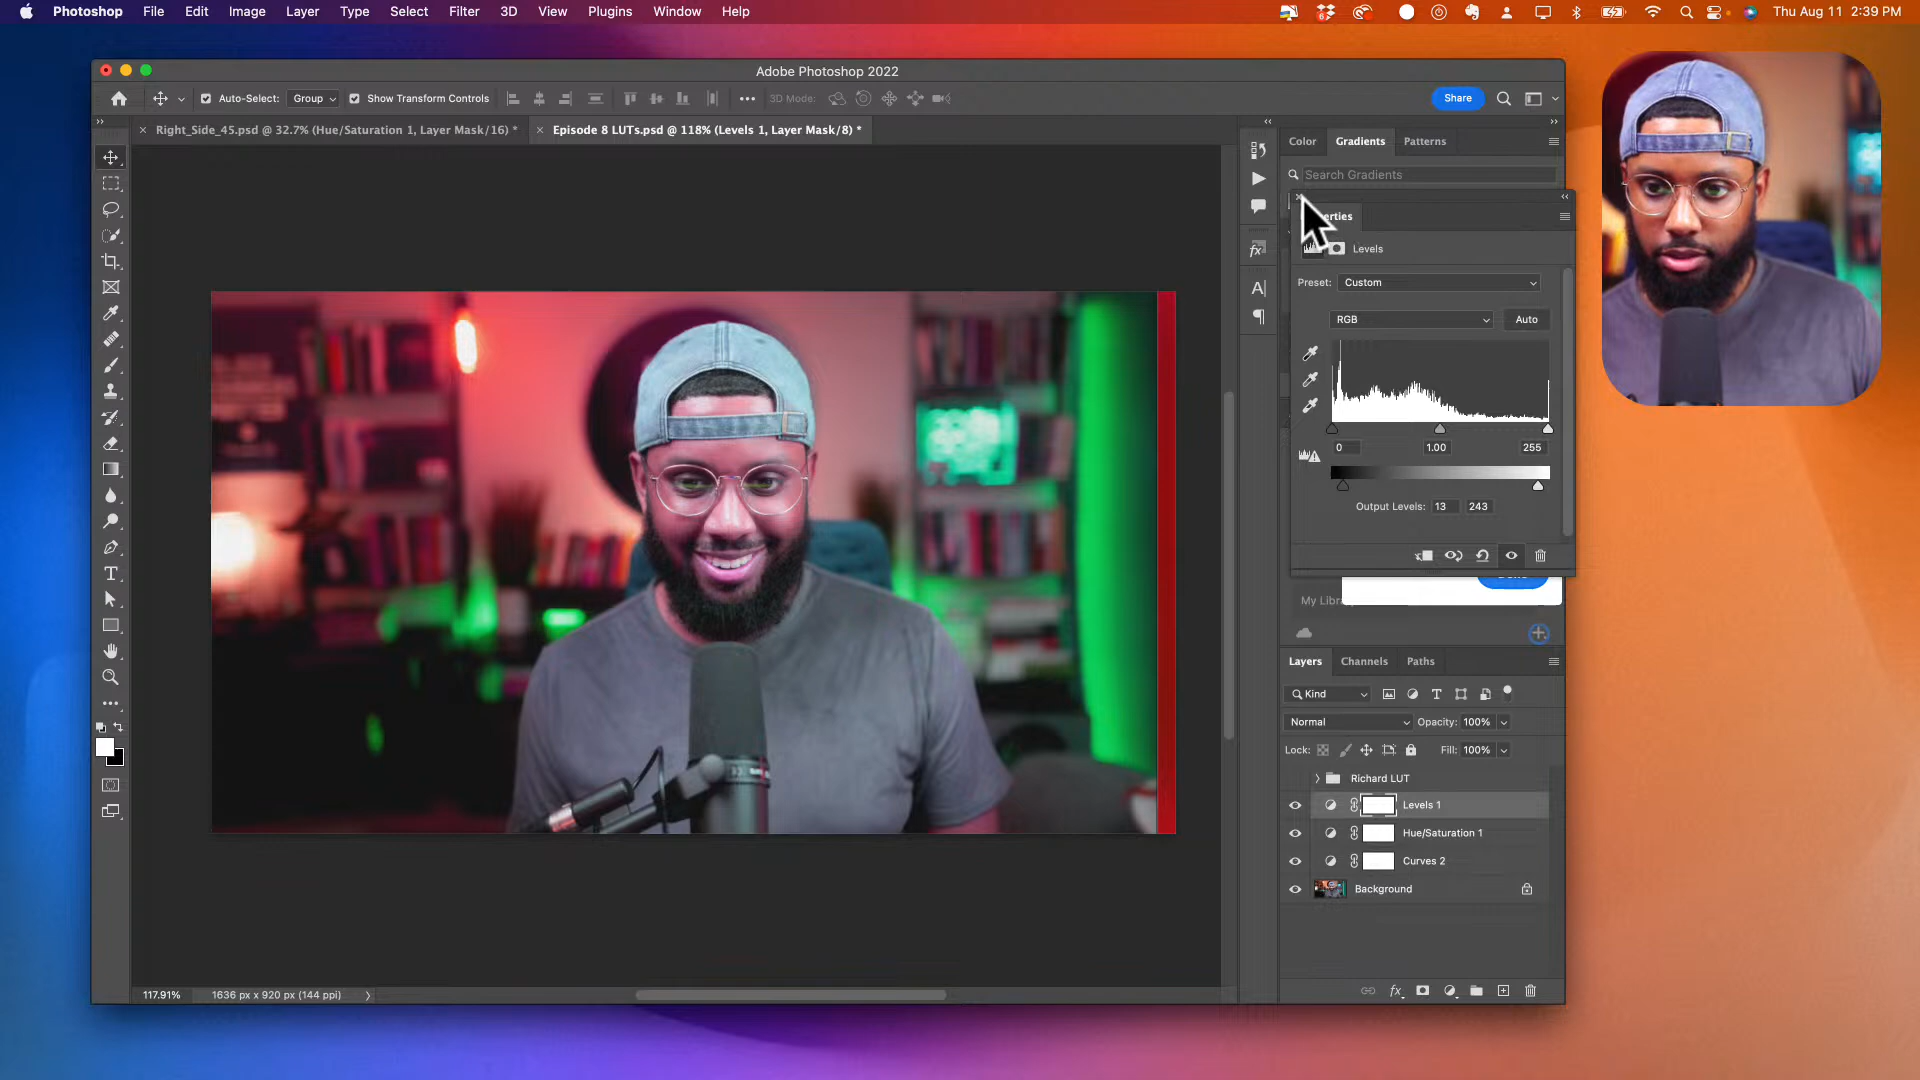 Photoshop File Edit Image Layer Type Select Filter 3D View Plugins Window Help Thu Aug 11 2:39 PM
Adobe Photoshop 2022
Auto-Select: Group Show Transform Controls 3D Mode: Share
Right_Side_45.psd @ 32.7% (Hue/Saturation 1, Layer Mask/16) * Episode 8 LUTs.psd @ 118% (Levels 1, Layer Mask/8) *
Color Gradients Patterns
Search Gradients
Levels
Preset: Custom
RGB Auto
0 1.00 255
Output Levels: 13 243
Layers Channels Paths
Kind
Normal Opacity: 100%
Lock: Fill: 100%
Richard LUT
Levels 1
Hue/Saturation 1
Curves 2
Background
117.91% 1636 px x 920 px (144 ppi)